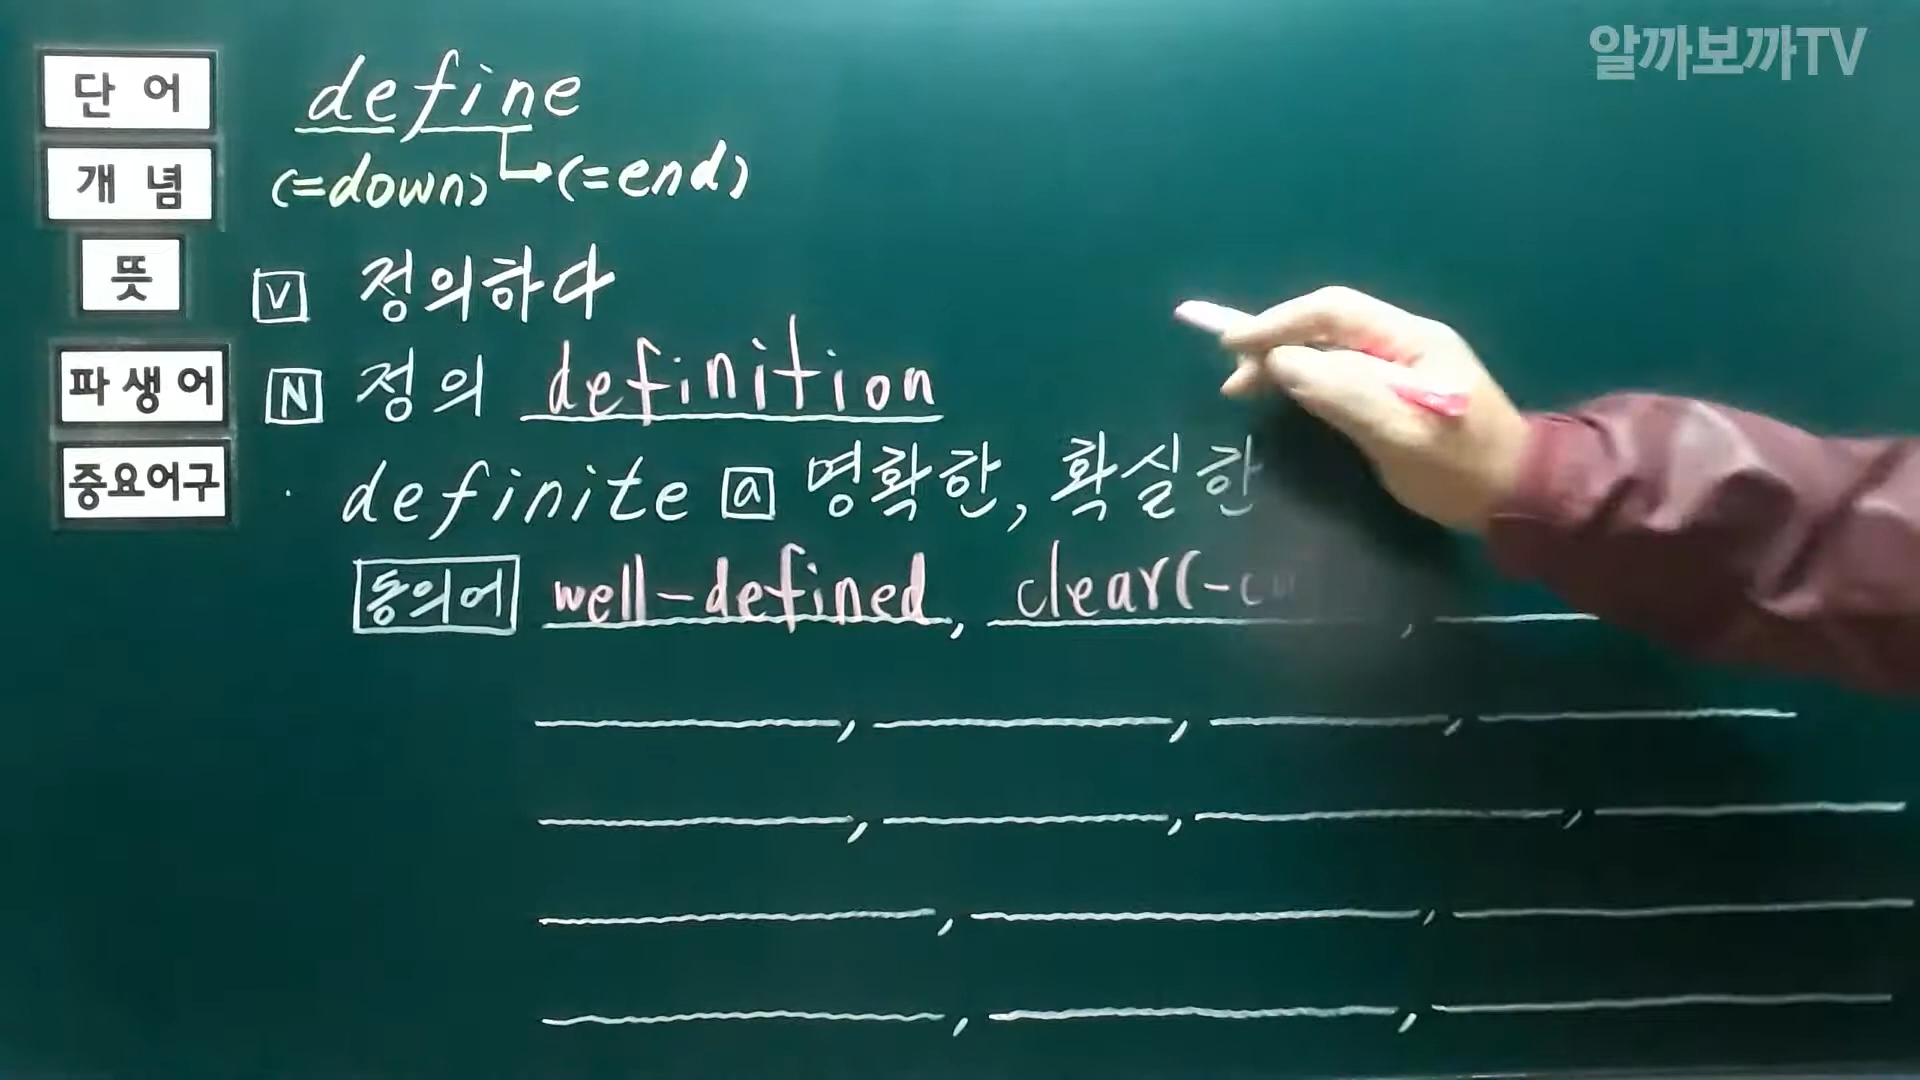 알까보까TV
단어 define
개념 (=down) (=end)
뜻 V 정의하다
파생어 N 정의 definition
중요어구 definite a 명확한, 확실한
동의어 well-defined, clear(-